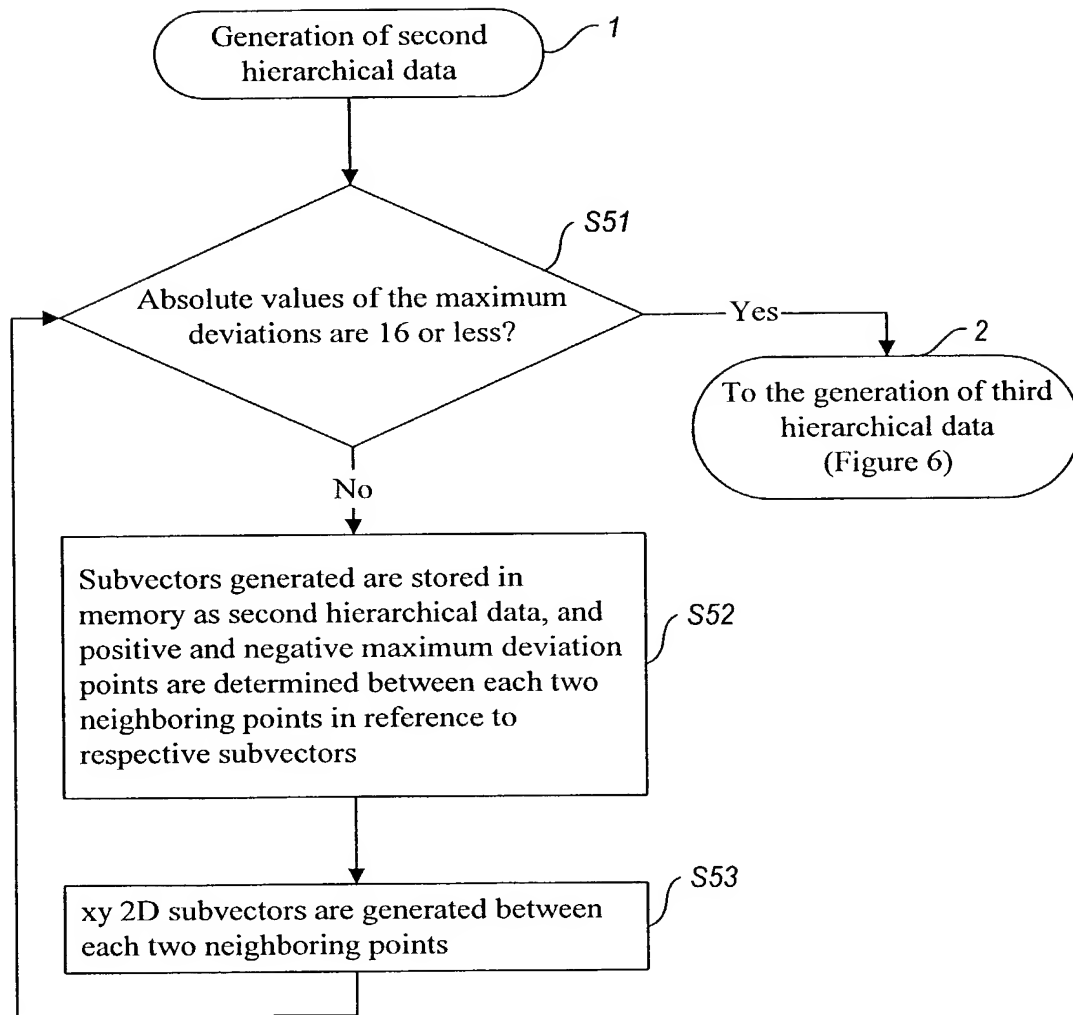 Generation of second
hierarchical data
1
S51
Absolute values of the maximum
deviations are 16 or less?
Yes
2
To the generation of third
hierarchical data
(Figure 6)
No
Subvectors generated are stored in
memory as second hierarchical data, and
positive and negative maximum deviation
points are determined between each two
neighboring points in reference to
respective subvectors
S52
xy 2D subvectors are generated between
each two neighboring points
S53